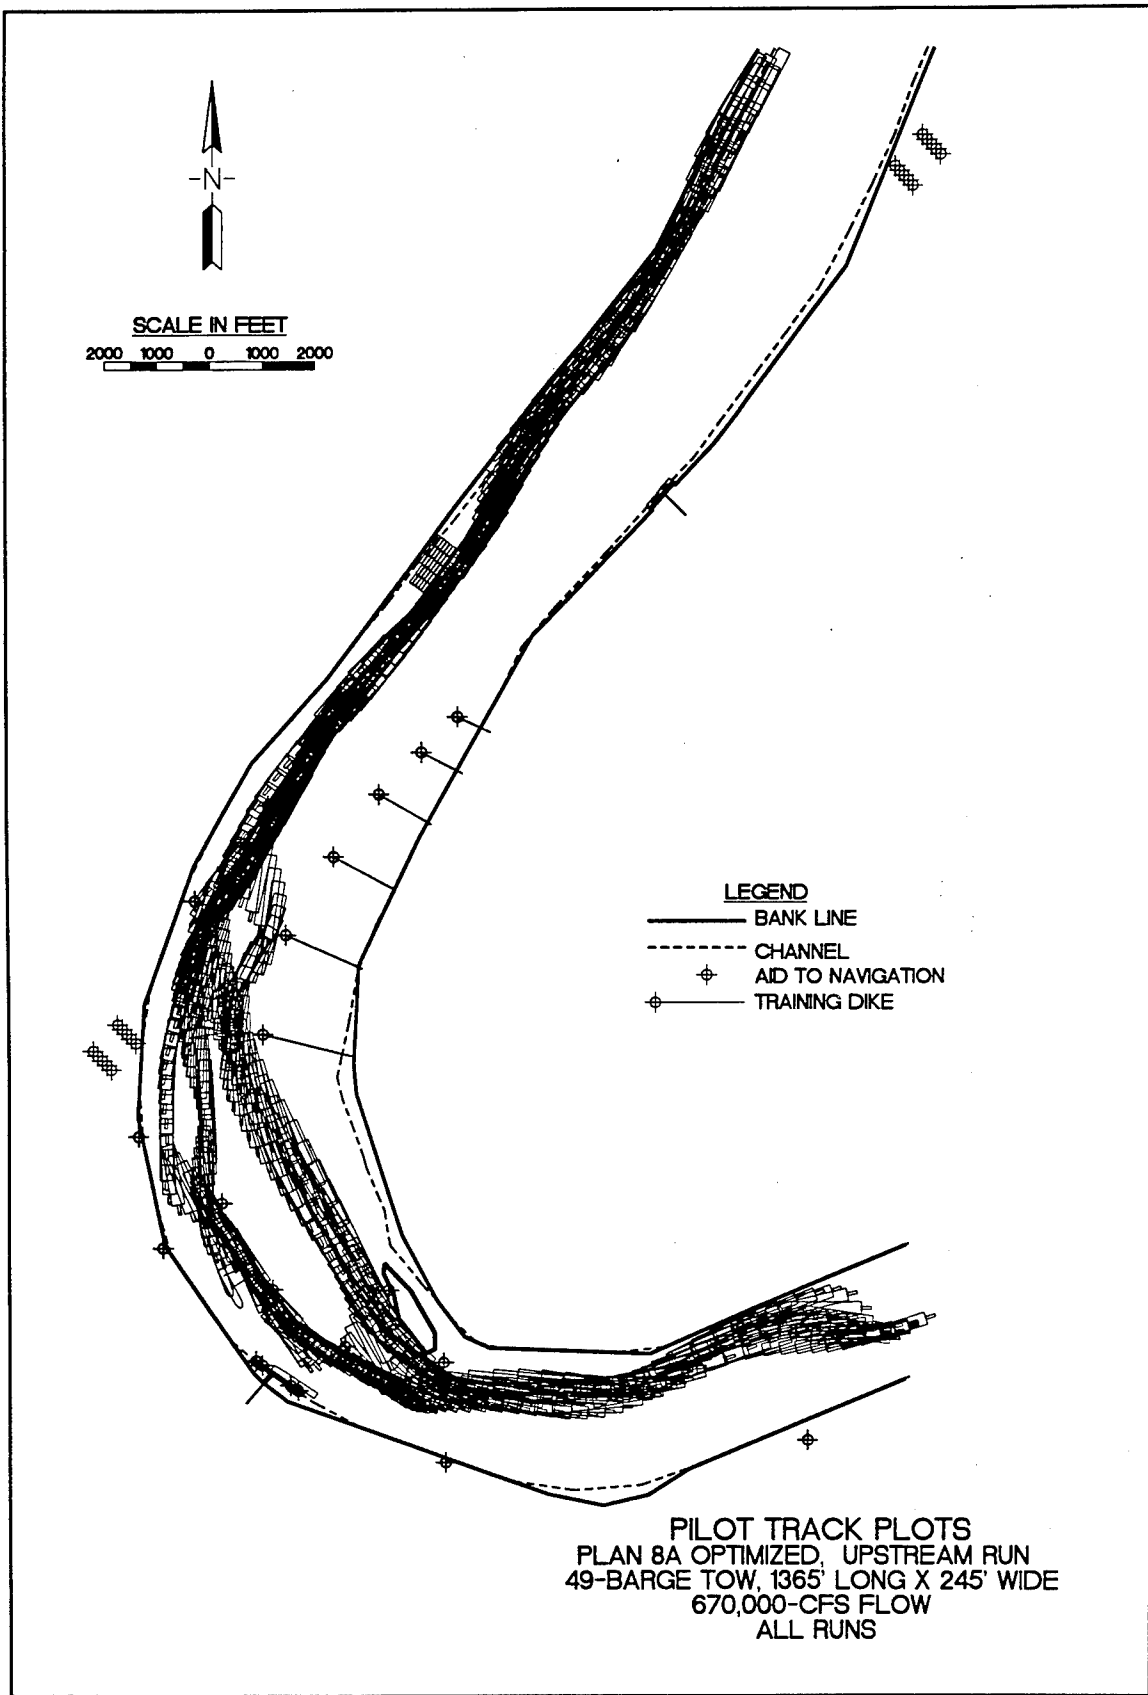 -N-
SCALE IN FEET
2000 1000 0 1000 2000
LEGEND
BANK LINE
CHANNEL
AID TO NAVIGATION
TRAINING DIKE
PILOT TRACK PLOTS
PLAN 8A OPTIMIZED, UPSTREAM RUN
49-BARGE TOW, 1365' LONG X 245' WIDE
670,000-CFS FLOW
ALL RUNS